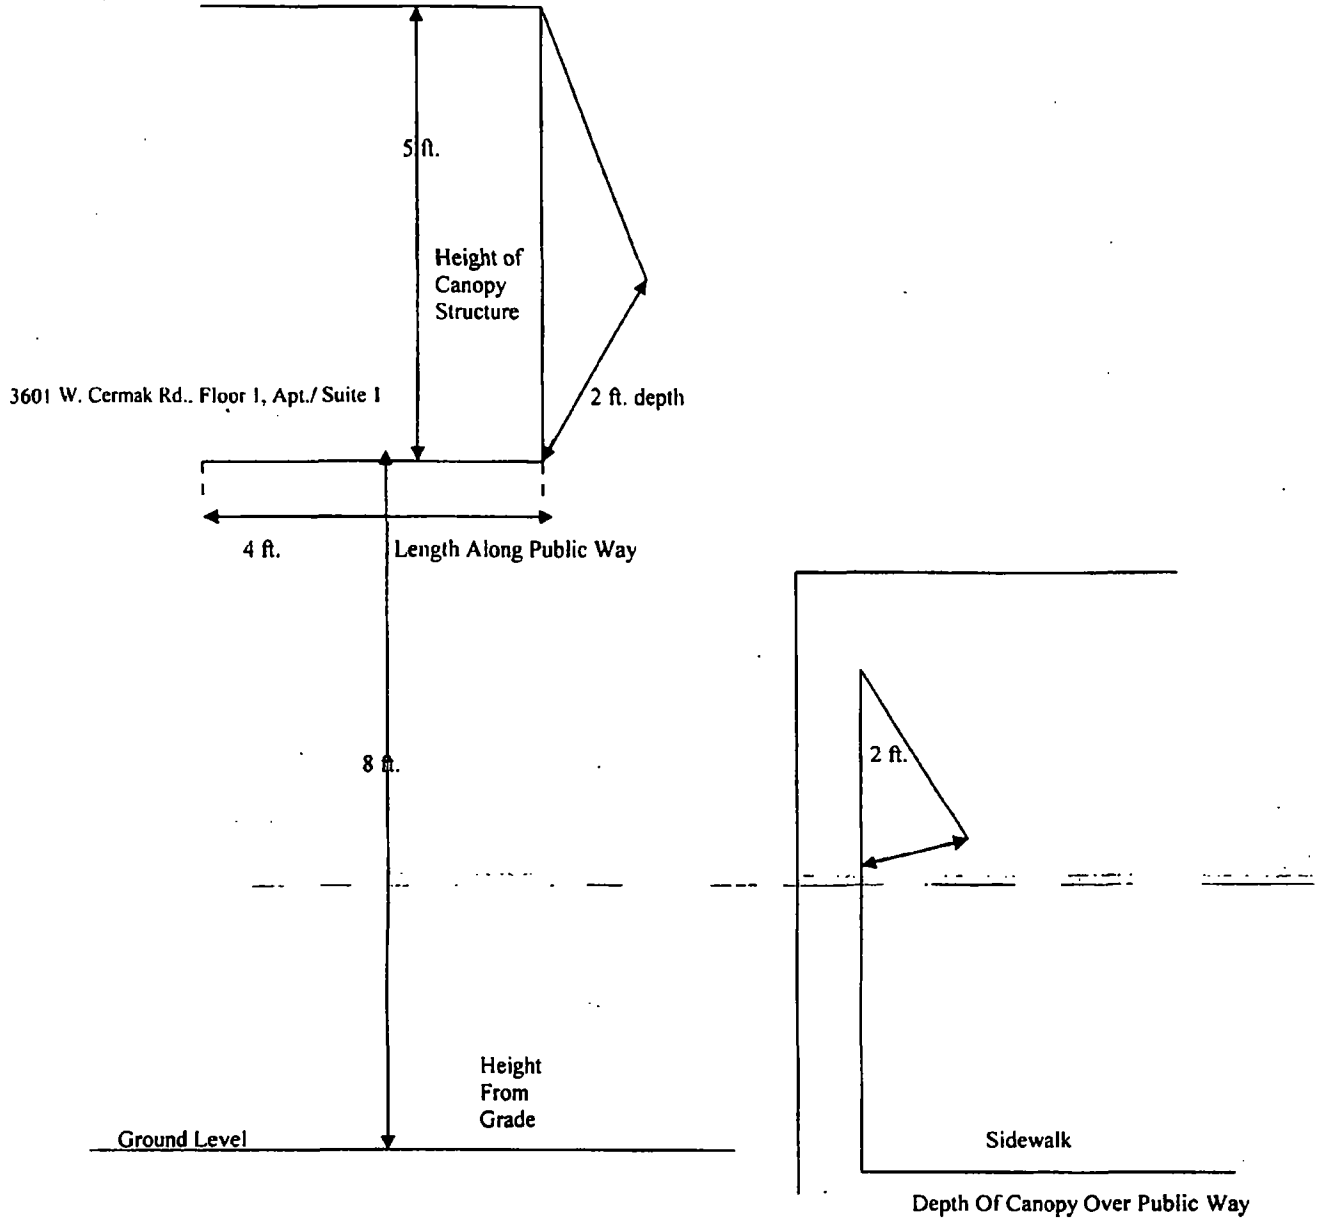 5 ft.
Height of
Canopy
Structure
3601 W. Cermak Rd.. Floor 1, Apt./ Suite 1
2 ft. depth
4 ft.
Length Along Public Way
2 ft.
8 ft.
Height
From
Grade
Ground Level
Sidewalk
Depth Of Canopy Over Public Way